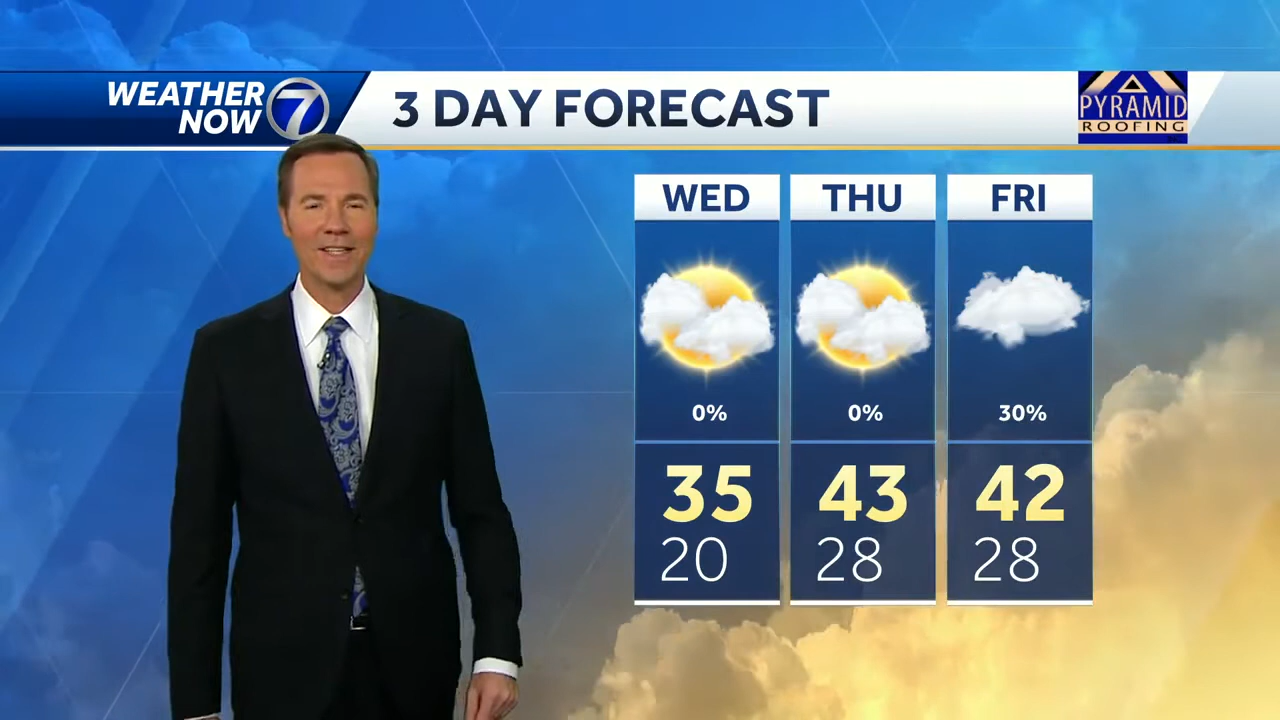 WEATHER
NOW
7
3 DAY FORECAST
PYRAMID
ROOFING
WED
THU
FRI
0%
0%
30%
35
43
42
20
28
28